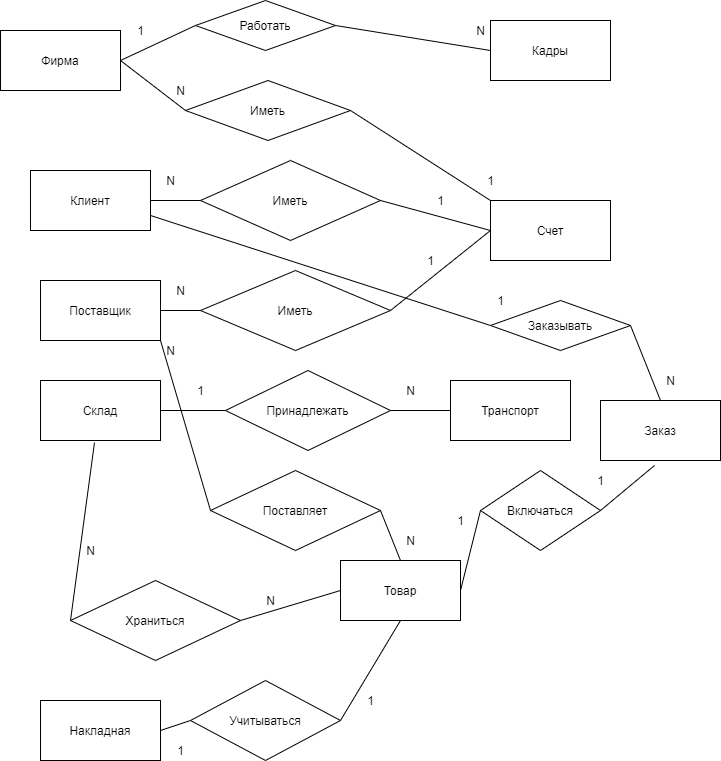 1
Работать
N
Фирма
Кадры
N
Иметь
1
Клиент
N
Иметь
1
Счет
1
Поставщик
N
Иметь
1
Заказывать
N
N
Склад
1
Принадлежать
N
Транспорт
Заказ
1
Поставляет
Включаться
1
N
N
Товар
N
Храниться
1
Накладная
Учитываться
1